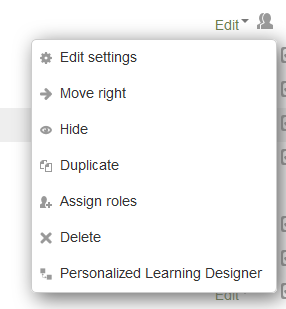 Edit
Edit settings
Move right
Hide
Duplicate
Assign roles
Delete
Personalized Learning Designer
Edit